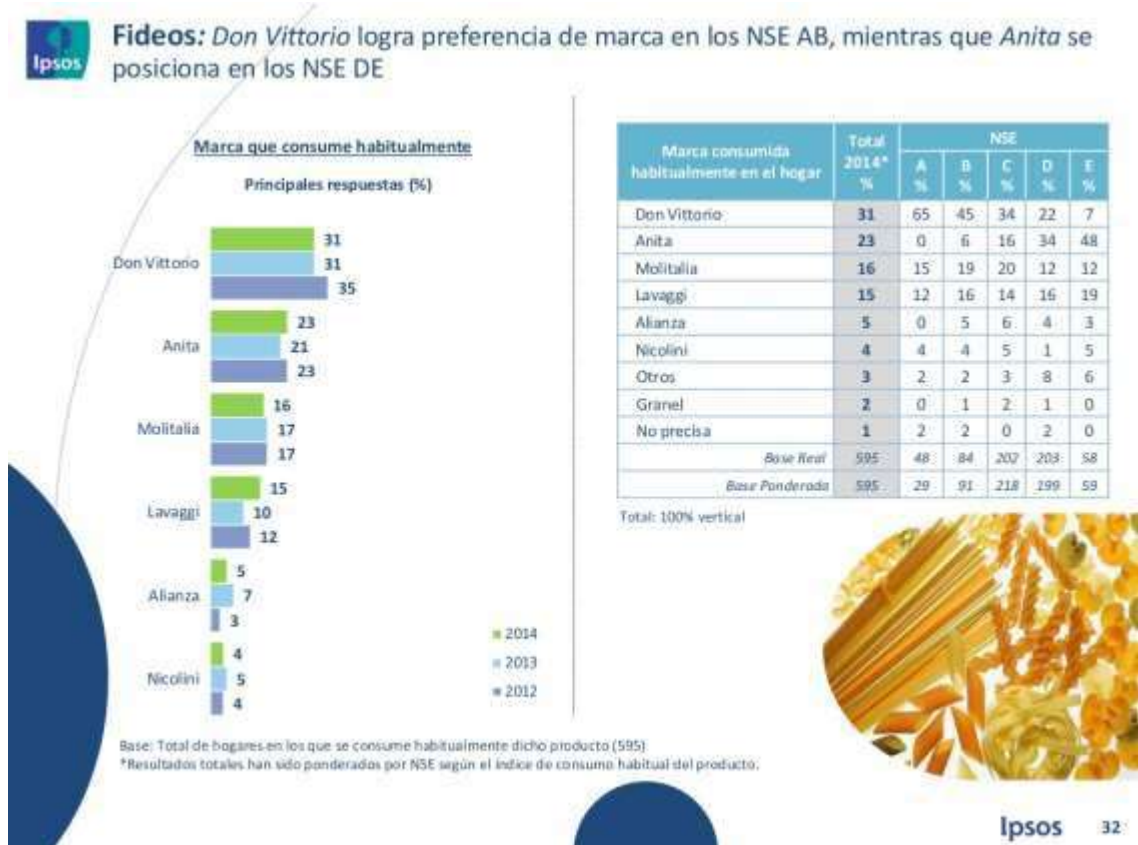 Ipsos
Fideos: Don Vittorio logra preferencia de marca en los NSE AB, mientras que Anita se
posiciona en los NSE DE
Marca que consume habitualmente
Principales respuestas (%)
Don Vittorio
31
31
35
Anita
23
21
23
Molitalia
16
17
17
Lavaggi
15
10
12
Alianza
5
7
3
Nicolini
4
5
4
2014
2013
2012
Marca consumida
habitualmente en el hogar
Total
2014*
%
NSE
A B C D E
% % % % %
Don Vittorio 31 65 45 34 22 7
Anita 23 0 6 16 34 48
Molitalia 16 15 19 20 12 12
Lavaggi 15 12 16 14 16 19
Alianza 5 0 5 6 4 3
Nicolini 4 4 4 5 1 5
Otros 3 2 2 3 8 6
Granel 2 0 1 2 1 0
No precisa 1 2 2 0 2 0
Base Real 595 48 84 202 203 58
Base Ponderada 595 29 91 218 199 59
Total: 100% vertical
Base: Total de hogares en los que se consume habitualmente dicho producto (595)
*Resultados totales han sido ponderados por NSE según el índice de consumo habitual del producto.
Ipsos 32